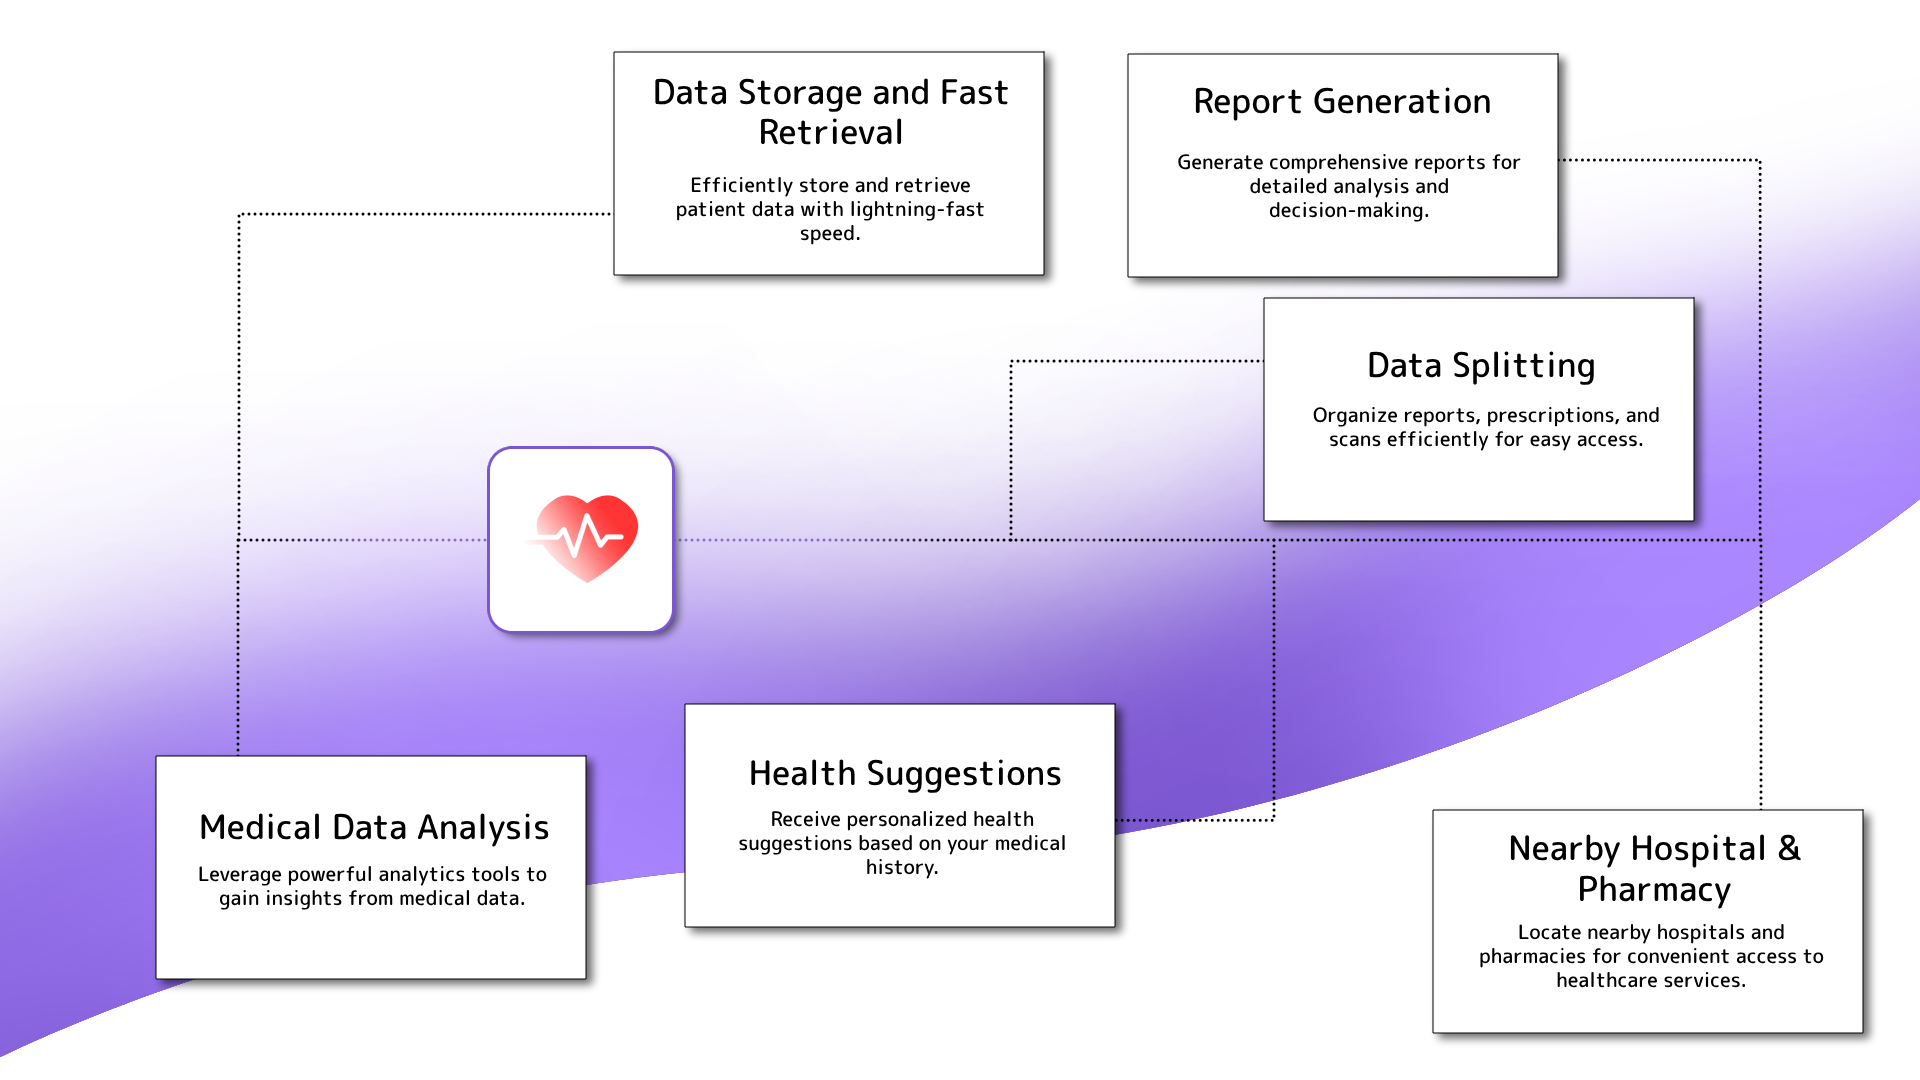 Data Storage and Fast
Retrieval
Efficiently store and retrieve
patient data with lightning-fast
speed.
Report Generation
Generate comprehensive reports for
detailed analysis and
decision-making.
Data Splitting
Organize reports, prescriptions, and
scans efficiently for easy access.
Medical Data Analysis
Leverage powerful analytics tools to
gain insights from medical data.
Health Suggestions
Receive personalized health
suggestions based on your medical
history.
Nearby Hospital &
Pharmacy
Locate nearby hospitals and
pharmacies for convenient access to
healthcare services.